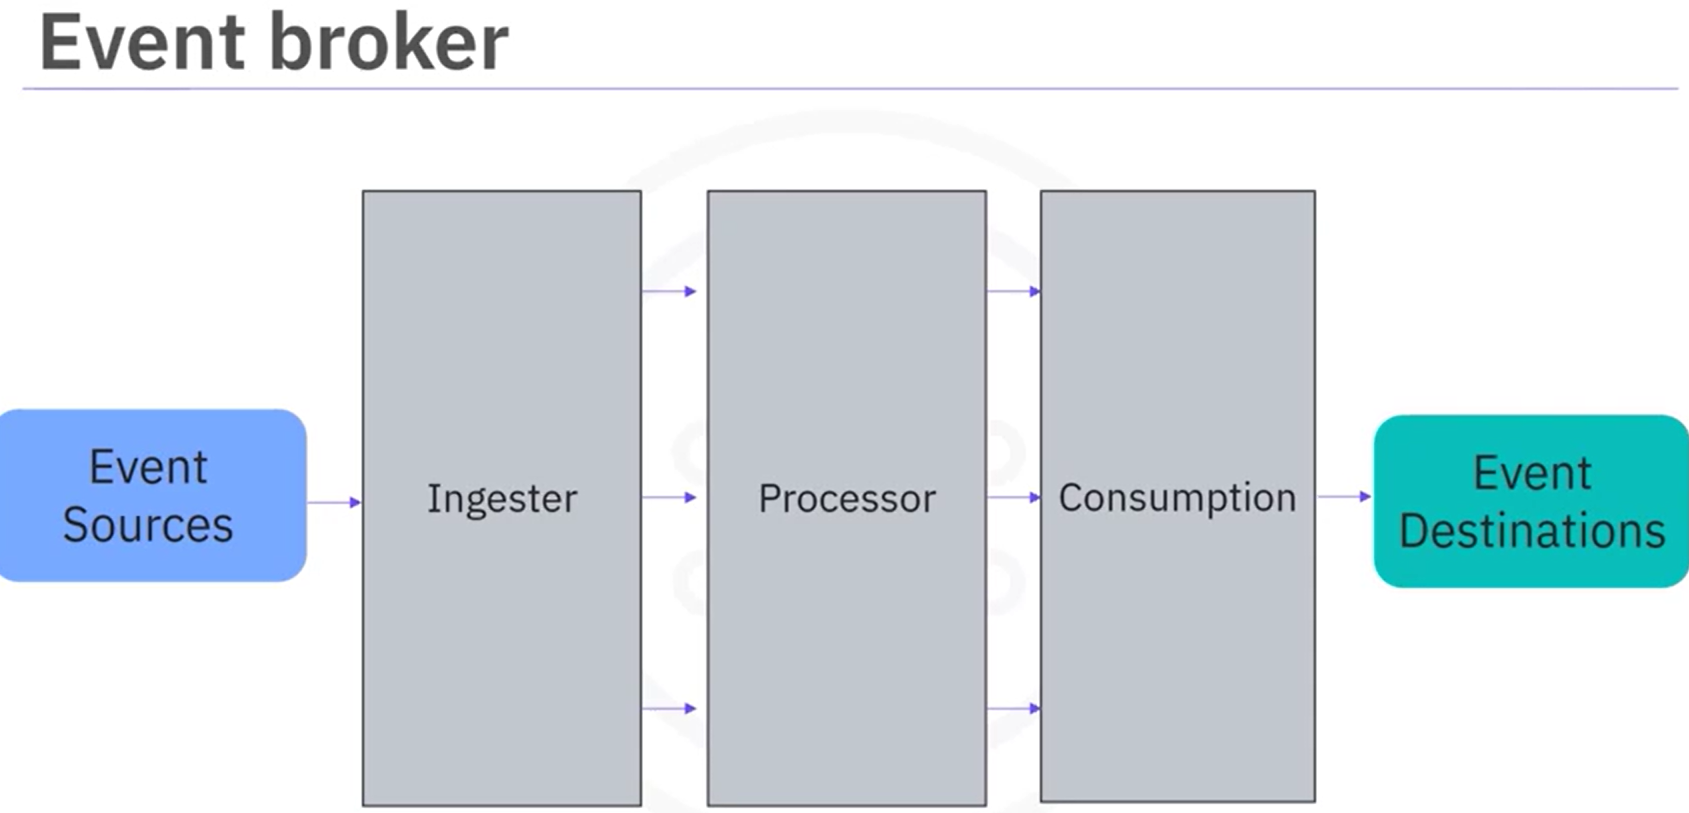 Event broker
Event
Sources
Ingester
Processor
Consumption
Event
Destinations